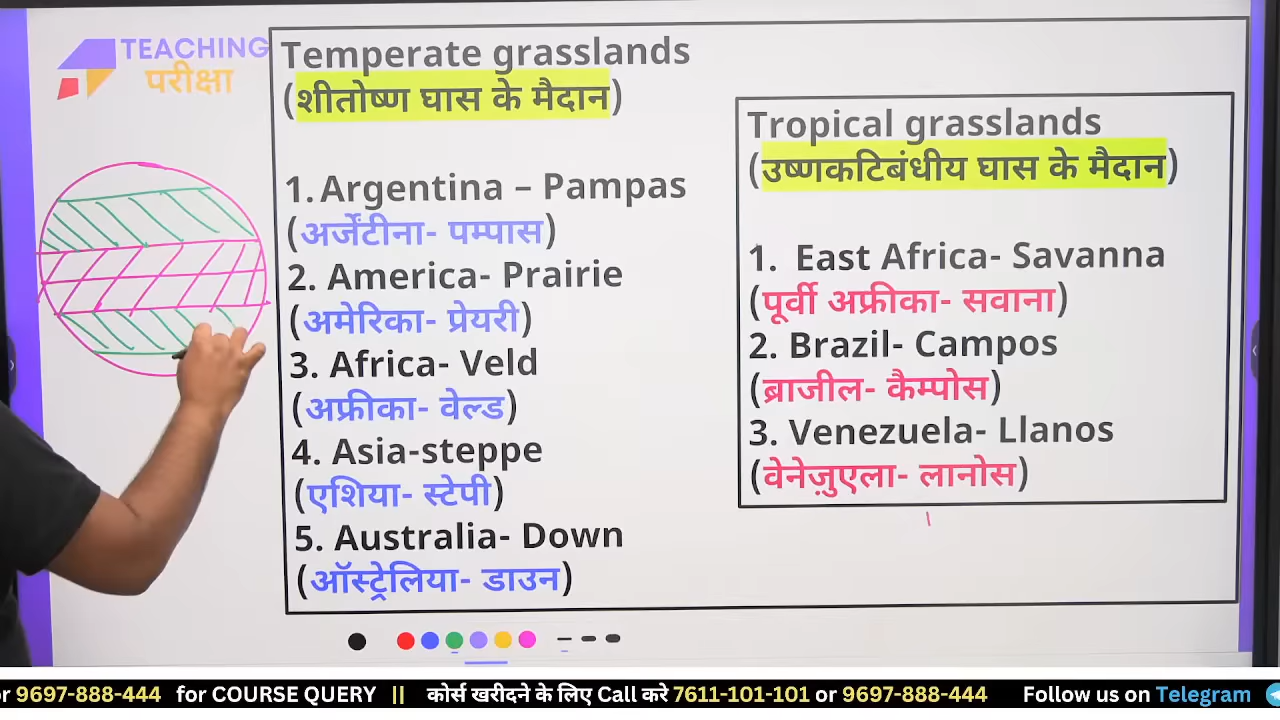 TEACHING
परीक्षा
Temperate grasslands
(शीतोष्ण घास के मैदान)
1. Argentina – Pampas
(अर्जेंटीना- पम्पास)
2. America- Prairie
(अमेरिका- प्रेयरी)
3. Africa- Veld
(अफ्रीका- वेल्ड)
4. Asia-steppe
(एशिया- स्टेपी)
5. Australia- Down
(ऑस्ट्रेलिया- डाउन)
Tropical grasslands
(उष्णकटिबंधीय घास के मैदान)
1. East Africa- Savanna
(पूर्वी अफ्रीका- सवाना)
2. Brazil- Campos
(ब्राजील- कैम्पोस)
3. Venezuela- Llanos
(वेनेज़ुएला- लानोस)
or 9697-888-444 for COURSE QUERY || कोर्स खरीदने के लिए Call करे 7611-101-101 or 9697-888-444 Follow us on Telegram